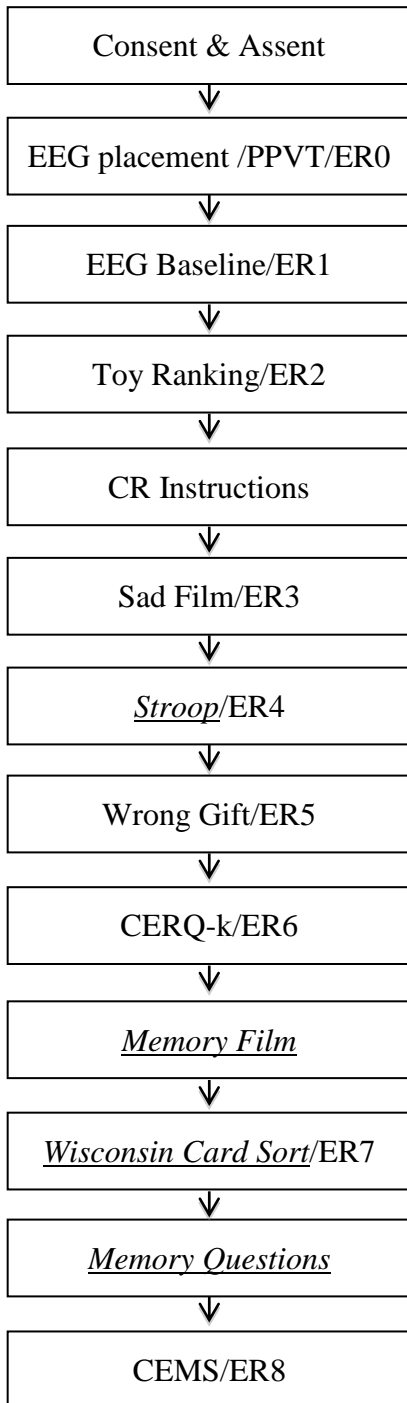 Consent & Assent
EEG placement /PPVT/ER0
EEG Baseline/ER1
Toy Ranking/ER2
CR Instructions
Sad Film/ER3
Stroop/ER4
Wrong Gift/ER5
CERQ-k/ER6
Memory Film
Wisconsin Card Sort/ER7
Memory Questions
CEMS/ER8